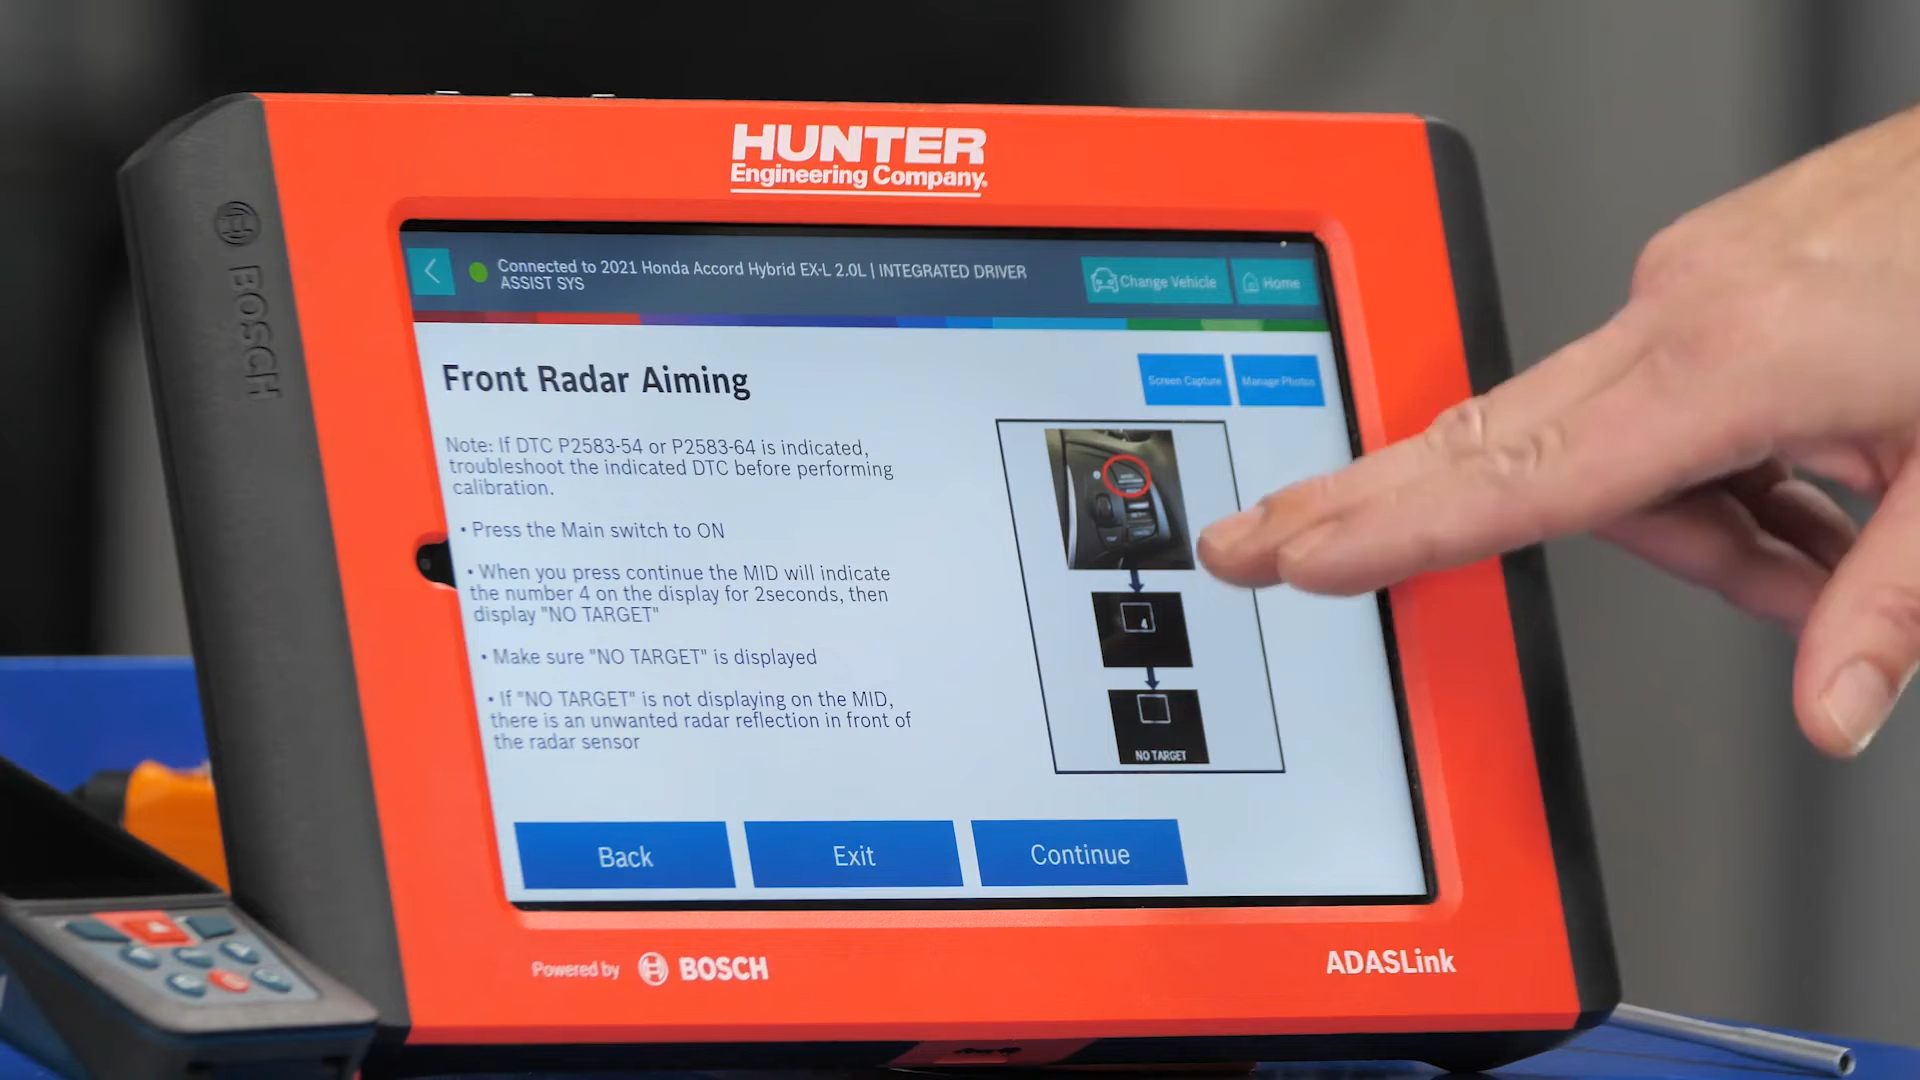 HUNTER
Engineering Company
BOSCH
Connected to 2021 Honda Accord Hybrid EX-L 2.0L | INTEGRATED DRIVER
ASSIST SYS
Change Vehicle
Home
Front Radar Aiming
Screen Capture
Manage Photos
Note: If DTC P2583-54 or P2583-64 is indicated,
troubleshoot the indicated DTC before performing
calibration.
• Press the Main switch to ON
• When you press continue the MID will indicate
the number 4 on the display for 2seconds, then
display "NO TARGET"
• Make sure "NO TARGET" is displayed
• If "NO TARGET" is not displaying on the MID,
there is an unwanted radar reflection in front of
the radar sensor
4
NO TARGET
Back
Exit
Continue
Powered by
BOSCH
ADASLink